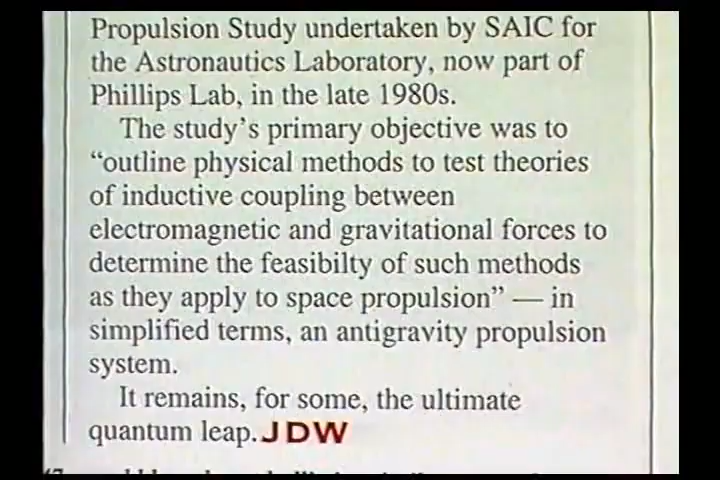 Propulsion Study undertaken by SAIC for
the Astronautics Laboratory, now part of
Phillips Lab, in the late 1980s.
The study's primary objective was to
“outline physical methods to test theories
of inductive coupling between
electromagnetic and gravitational forces to
determine the feasibilty of such methods
as they apply to space propulsion” — in
simplified terms, an antigravity propulsion
system.
It remains, for some, the ultimate
quantum leap. JDW